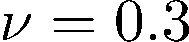 ν = 0.3